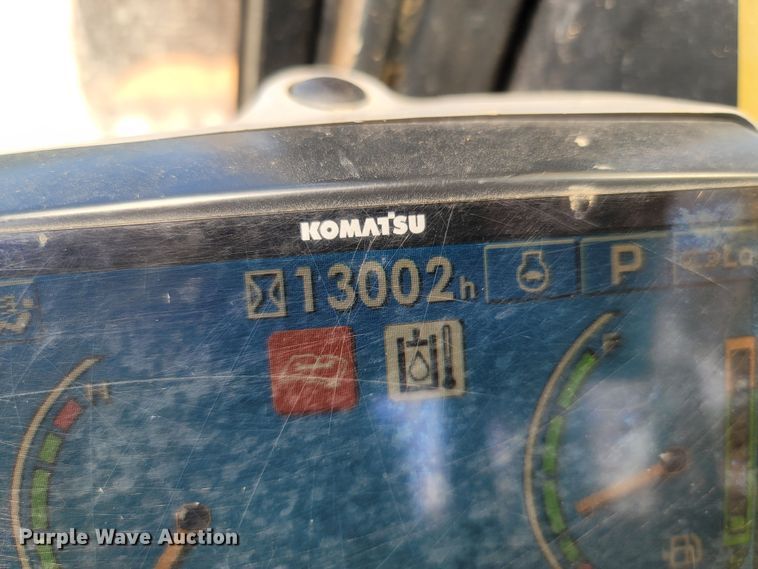 KOMATSU
13002h
P
H
F
Purple Wave Auction